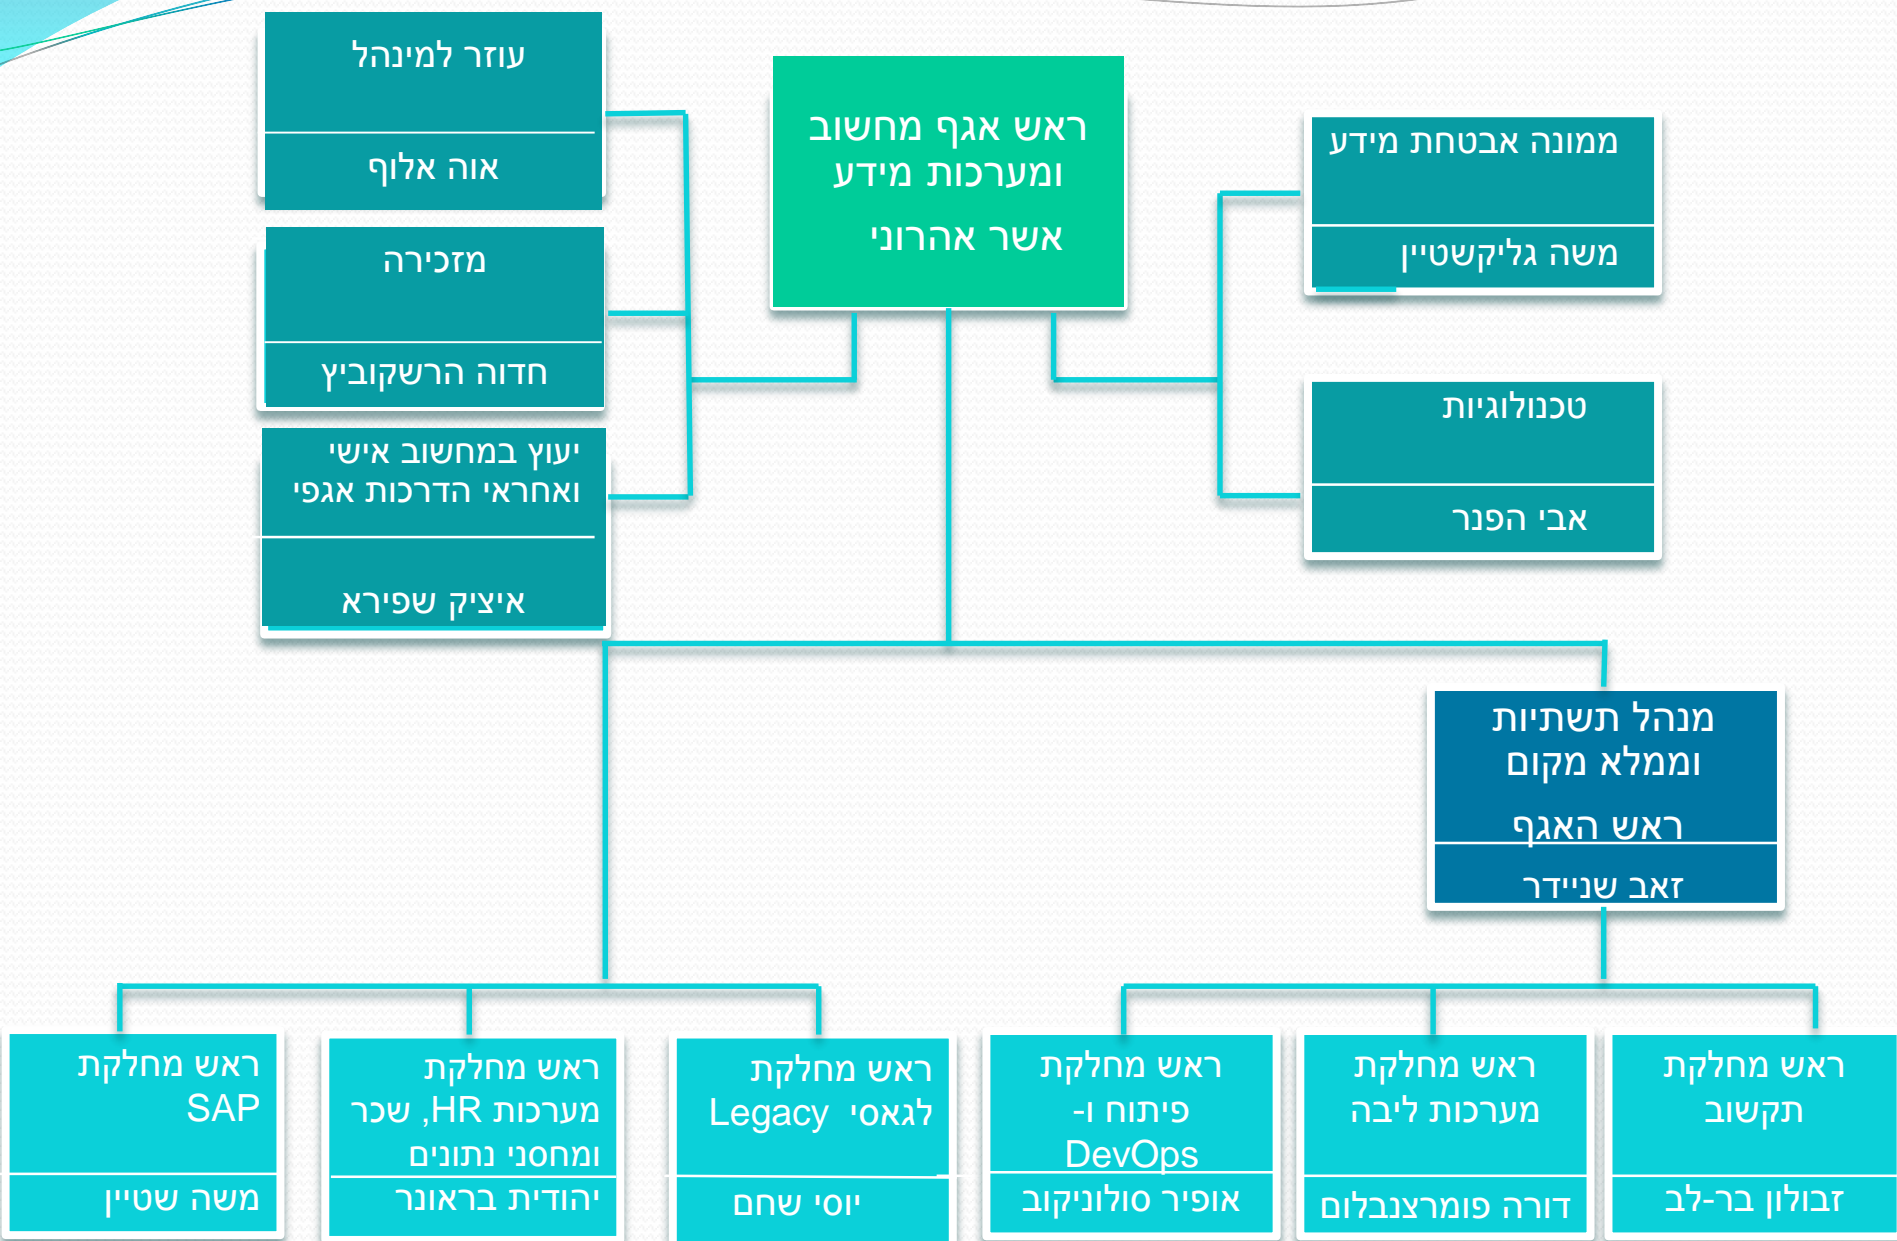 ראש אגף מחשוב
ומערכות מידע
אשר אהרוני
ממונה אבטחת מידע
משה גליקשטיין
טכנולוגיות
אבי הפנר
עוזר למינהל
אוה אלוף
מזכירה
חדוה הרשקוביץ
יעוץ במחשוב אישי
ואחראי הדרכות אגפי
איציק שפירא
מנהל תשתיות
וממלא מקום
ראש האגף
זאב שניידר
ראש מחלקת
תקשוב
זבולון בר-לב
ראש מחלקת
מערכות ליבה
דורה פומרצנבלום
ראש מחלקת
פיתוח ו-
DevOps
אופיר סולוניקוב
ראש מחלקת
לגאסי Legacy
יוסי שחם
ראש מחלקת
מערכות HR, שכר
ומחסני נתונים
יהודית בראונר
ראש מחלקת
SAP
משה שטיין